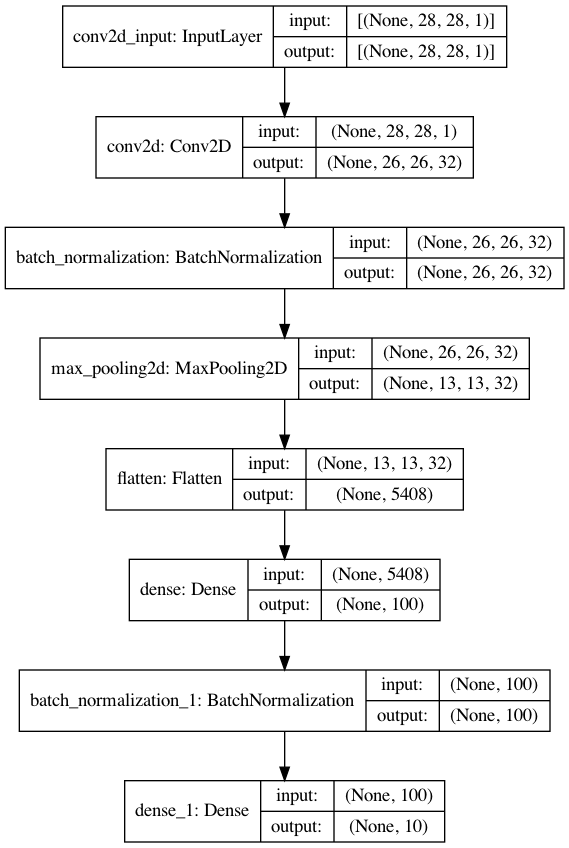 conv2d_input: InputLayer
input:
[(None, 28, 28, 1)]
output:
[(None, 28, 28, 1)]
conv2d: Conv2D
input:
(None, 28, 28, 1)
output:
(None, 26, 26, 32)
batch_normalization: BatchNormalization
input:
(None, 26, 26, 32)
output:
(None, 26, 26, 32)
max_pooling2d: MaxPooling2D
input:
(None, 26, 26, 32)
output:
(None, 13, 13, 32)
flatten: Flatten
input:
(None, 13, 13, 32)
output:
(None, 5408)
dense: Dense
input:
(None, 5408)
output:
(None, 100)
batch_normalization_1: BatchNormalization
input:
(None, 100)
output:
(None, 100)
dense_1: Dense
input:
(None, 100)
output:
(None, 10)